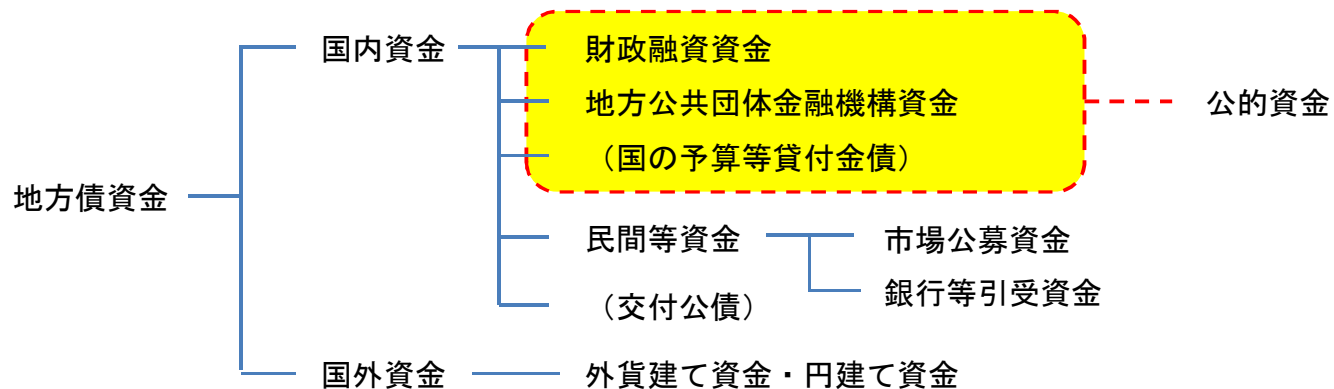 地方債資金
国内資金
財政融資資金
地方公共団体金融機構資金
（国の予算等貸付金債）
公的資金
民間等資金
市場公募資金
銀行等引受資金
（交付公債）
国外資金
外貨建て資金・円建て資金